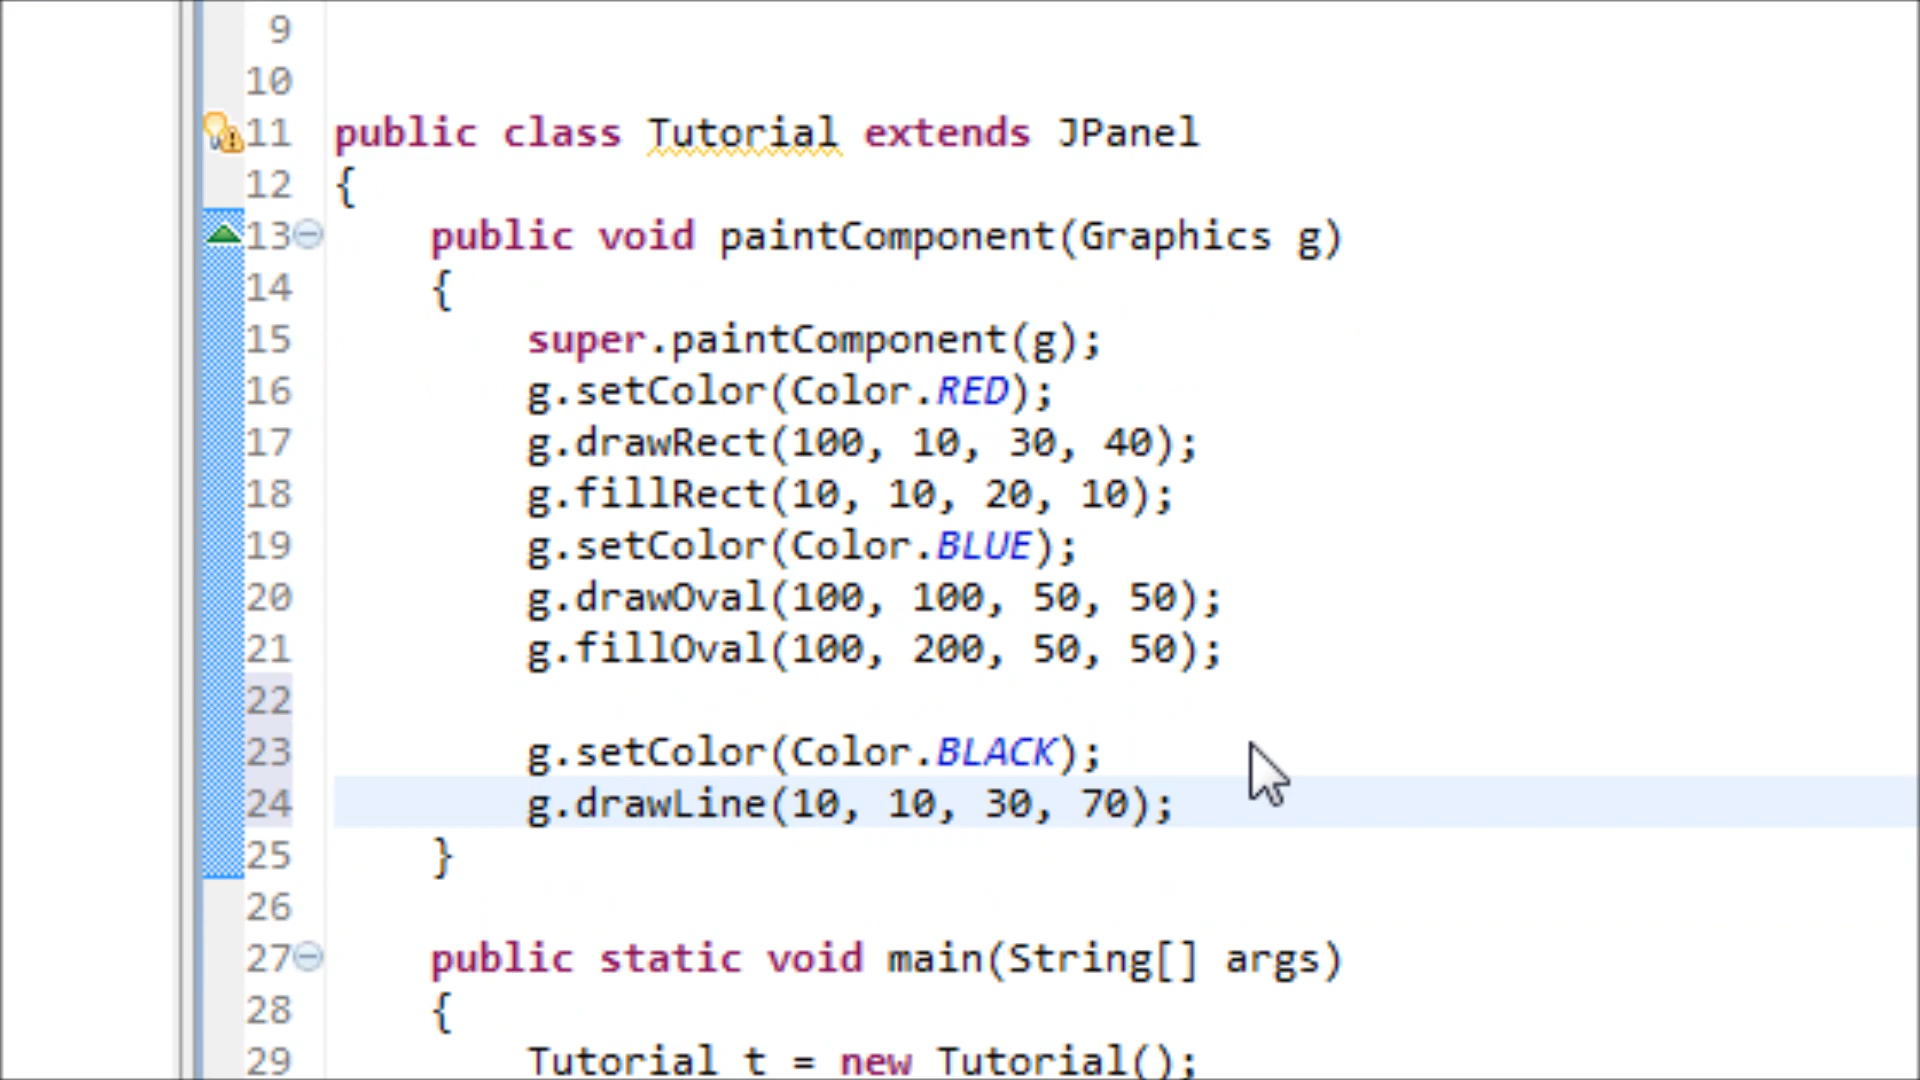 9
10
11 public class Tutorial extends JPanel
12 {
13 public void paintComponent(Graphics g)
14 {
15 super.paintComponent(g);
16 g.setColor(Color.RED);
17 g.drawRect(100, 10, 30, 40);
18 g.fillRect(10, 10, 20, 10);
19 g.setColor(Color.BLUE);
20 g.drawOval(100, 100, 50, 50);
21 g.fillOval(100, 200, 50, 50);
22
23 g.setColor(Color.BLACK);
24 g.drawLine(10, 10, 30, 70);
25 }
26
27 public static void main(String[] args)
28 {
29 Tutorial t = new Tutorial();